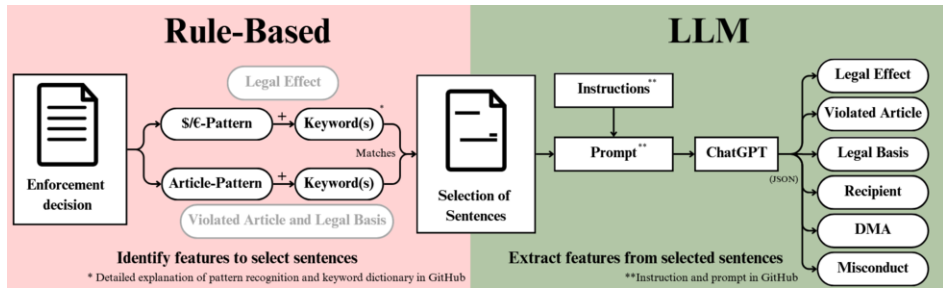 Rule-Based
LLM
Legal Effect
Enforcement
decision
$/€-Pattern
+
Keyword(s)
*
Article-Pattern
+
Keyword(s)
Matches
Violated Article and Legal Basis
Selection of
Sentences
Instructions**
Prompt**
ChatGPT
(JSON)
Legal Effect
Violated Article
Legal Basis
Recipient
DMA
Misconduct
Identify features to select sentences
* Detailed explanation of pattern recognition and keyword dictionary in GitHub
Extract features from selected sentences
**Instruction and prompt in GitHub